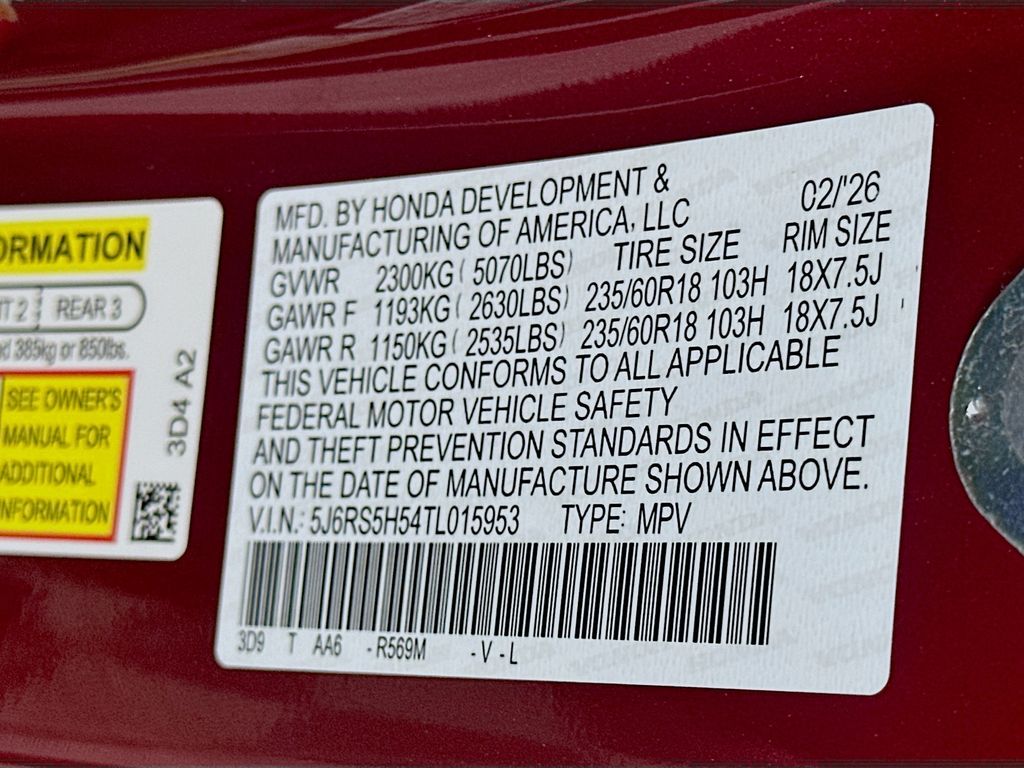 ORMATION
T 2 REAR 3
d 385kg or 850lbs.
SEE OWNER'S
MANUAL FOR
ADDITIONAL
NFORMATION
3D4 A2
MFD. BY HONDA DEVELOPMENT &
MANUFACTURING OF AMERICA, LLC 02/'26
GVWR 2300KG ( 5070LBS) TIRE SIZE RIM SIZE
GAWR F 1193KG ( 2630LBS) 235/60R18 103H 18X7.5J
GAWR R 1150KG ( 2535LBS) 235/60R18 103H 18X7.5J
THIS VEHICLE CONFORMS TO ALL APPLICABLE
FEDERAL MOTOR VEHICLE SAFETY
AND THEFT PREVENTION STANDARDS IN EFFECT
ON THE DATE OF MANUFACTURE SHOWN ABOVE.
V.I.N.: 5J6RS5H54TL015953 TYPE: MPV
3D9 T AA6 - R569M - V - L